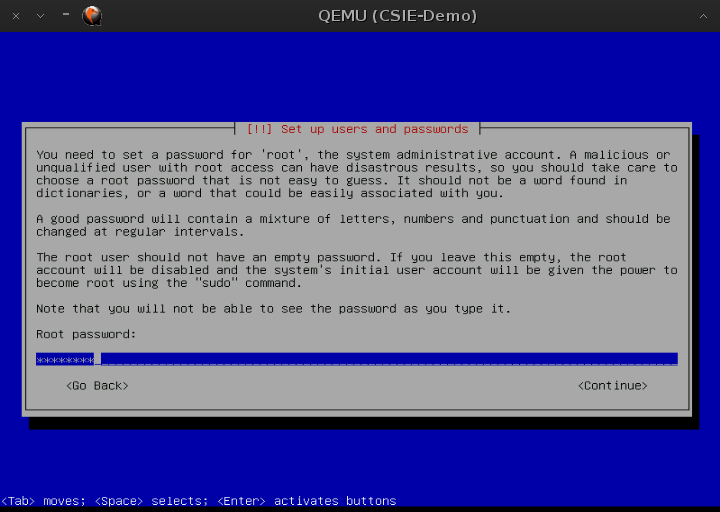 QEMU (CSIE-Demo)
[!!] Set up users and passwords
You need to set a password for 'root', the system administrative account. A malicious or
unqualified user with root access can have disastrous results, so you should take care to
choose a root password that is not easy to guess. It should not be a word found in
dictionaries, or a word that could be easily associated with you.
A good password will contain a mixture of letters, numbers and punctuation and should be
changed at regular intervals.
The root user should not have an empty password. If you leave this empty, the root
account will be disabled and the system's initial user account will be given the power to
become root using the "sudo" command.
Note that you will not be able to see the password as you type it.
Root password:
********
<Go Back> <Continue>
<Tab> moves; <Space> selects; <Enter> activates buttons